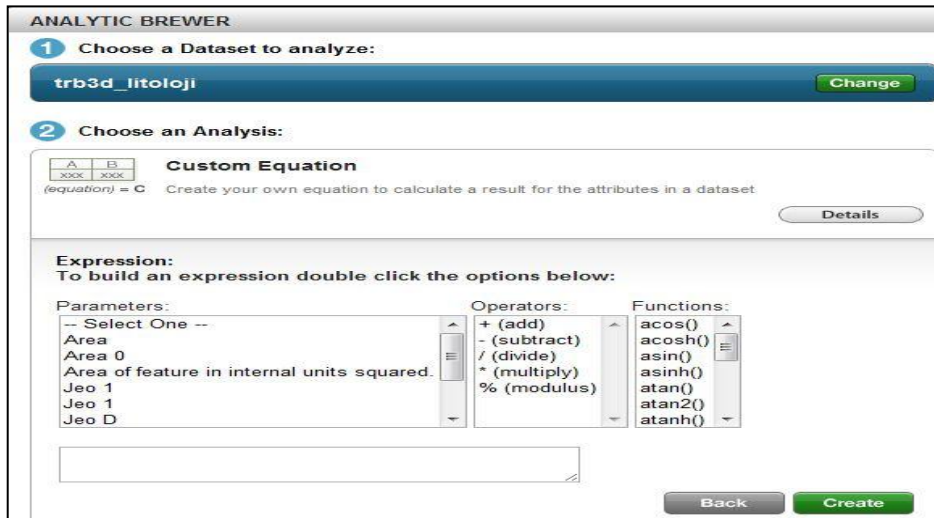 ANALYTIC BREWER
1 Choose a Dataset to analyze:
trb3d_litoloji Change
2 Choose an Analysis:
A B
xxx xxx
(equation) = C
Custom Equation
Create your own equation to calculate a result for the attributes in a dataset
Details
Expression:
To build an expression double click the options below:
Parameters:
-- Select One --
Area
Area 0
Area of feature in internal units squared.
Jeo 1
Jeo 1
Jeo D
Operators:
+ (add)
- (subtract)
/ (divide)
* (multiply)
% (modulus)
Functions:
acos()
acosh()
asin()
asinh()
atan()
atan2()
atanh()
Back Create